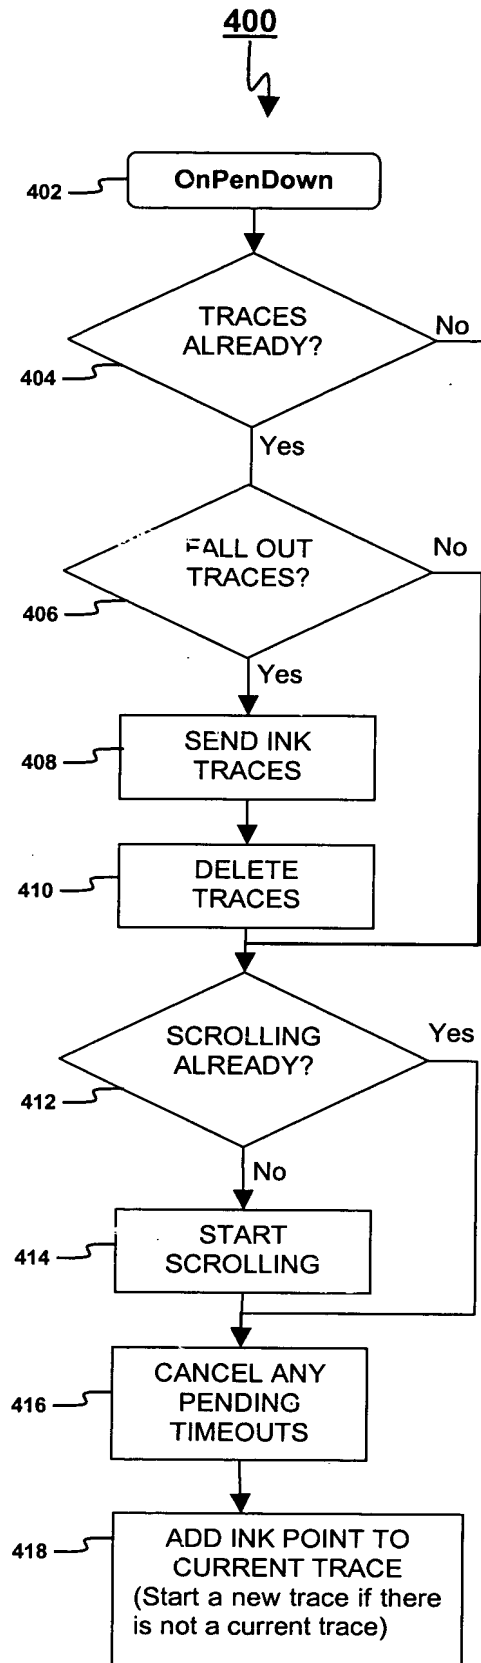 400
402
OnPenDown
TRACES
ALREADY?
No
404
Yes
FALL OUT
TRACES?
No
406
Yes
408
SEND INK
TRACES
410
DELETE
TRACES
SCROLLING
ALREADY?
Yes
412
No
414
START
SCROLLING
416
CANCEL ANY
PENDING
TIMEOUTS
418
ADD INK POINT TO
CURRENT TRACE
(Start a new trace if there
is not a current trace)